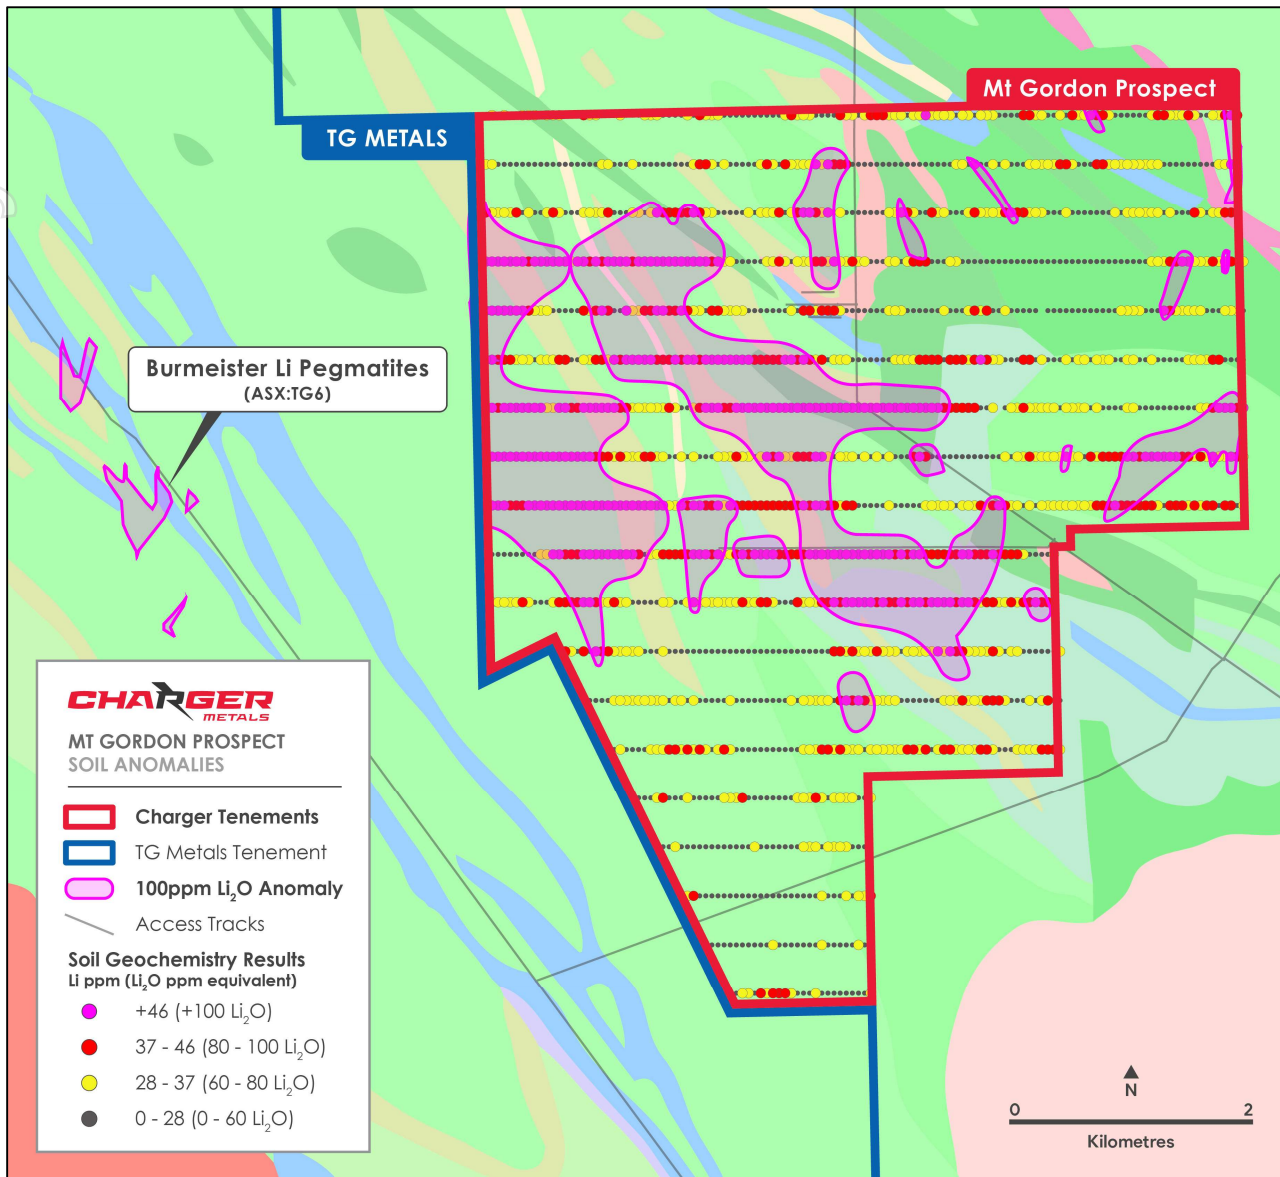 Mt Gordon Prospect
TG METALS
Burmeister Li Pegmatites
(ASX:TG6)
CHARGER
METALS
MT GORDON PROSPECT
SOIL ANOMALIES
Charger Tenements
TG Metals Tenement
100ppm Li₂O Anomaly
Access Tracks
Soil Geochemistry Results
Li ppm (Li₂O ppm equivalent)
+46 (+100 Li₂O)
37 - 46 (80 - 100 Li₂O)
28 - 37 (60 - 80 Li₂O)
0 - 28 (0 - 60 Li₂O)
N
0 2
Kilometres